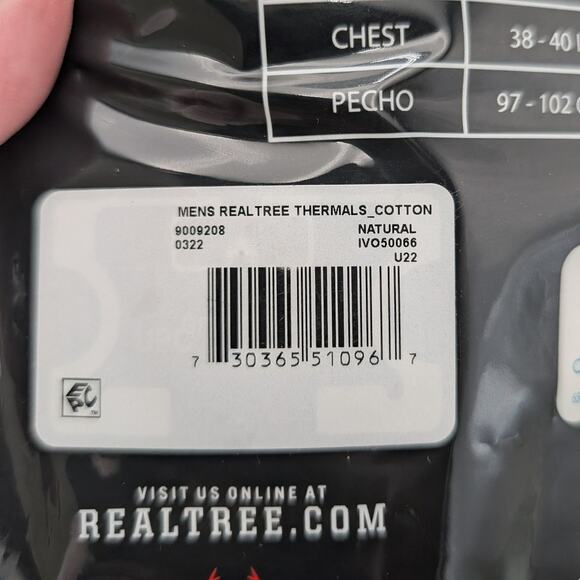 CHEST 38 - 40
PECHO 97 - 102
MENS REALTREE THERMALS_COTTON
9009208 NATURAL
0322 IVO50066
U22
7 30365 51096 7
EPC™
VISIT US ONLINE AT
REALTREE.COM